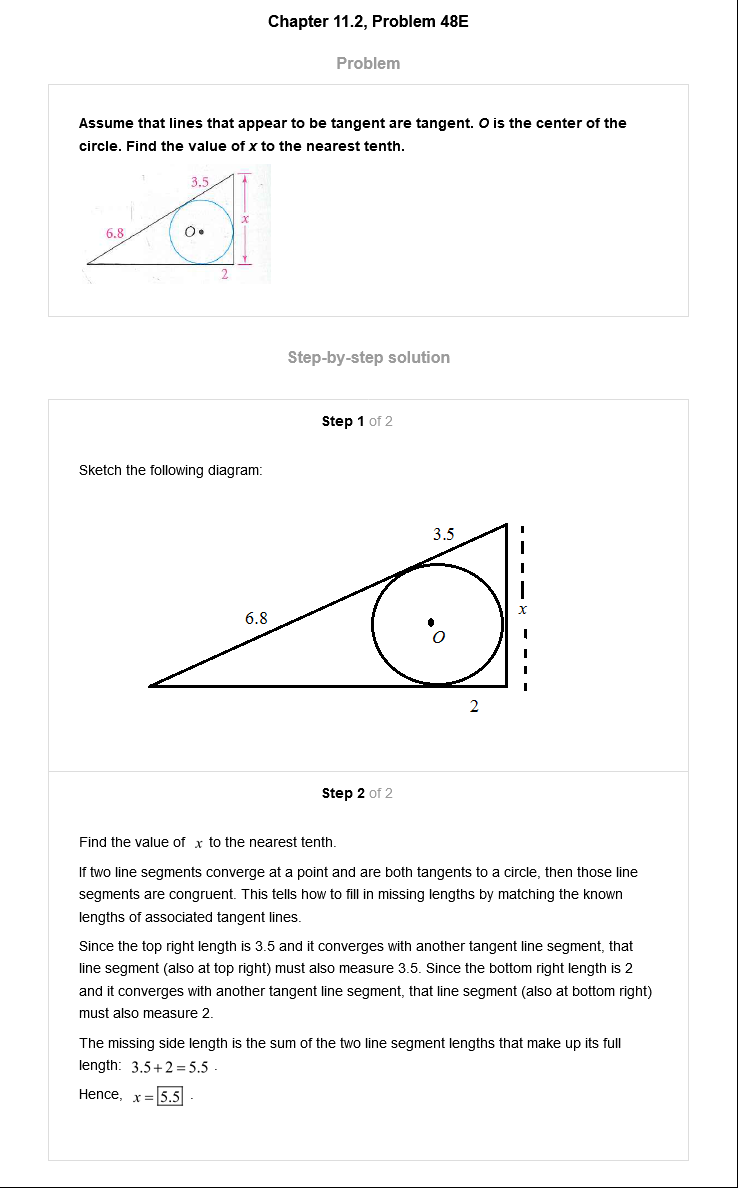 Chapter 11.2, Problem 48E
Problem
Assume that lines that appear to be tangent are tangent. O is the center of the
circle. Find the value of x to the nearest tenth.
3.5
x
6.8
O
2
Step-by-step solution
Step 1 of 2
Sketch the following diagram:
3.5
x
6.8
O
2
Step 2 of 2
Find the value of x to the nearest tenth.
If two line segments converge at a point and are both tangents to a circle, then those line
segments are congruent. This tells how to fill in missing lengths by matching the known
lengths of associated tangent lines.
Since the top right length is 3.5 and it converges with another tangent line segment, that
line segment (also at top right) must also measure 3.5. Since the bottom right length is 2
and it converges with another tangent line segment, that line segment (also at bottom right)
must also measure 2.
The missing side length is the sum of the two line segment lengths that make up its full
length: 3.5+2=5.5 .
Hence, x=5.5 .